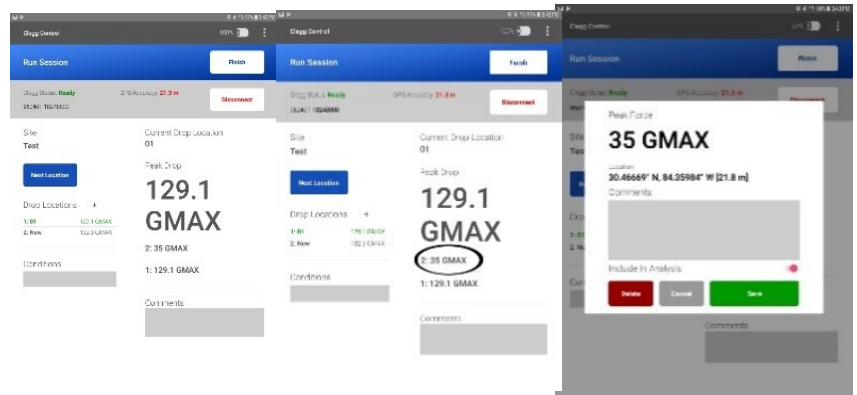 Clegg Control
100%
Run Session
Finish
Clegg Status: Ready
GPS Accuracy: 21.3 m
Disconnect
Site
Test
Current Drop Location
01
Next Location
Peak Drop
129.1
GMAX
Drop Locations +
1: 01 129.1 GMAX
2: New
2: 35 GMAX
1: 129.1 GMAX
Conditions
Comments
Clegg Control
Run Session
Finish
Clegg Status: Ready
GPS Accuracy:
Disconnect
Site
Test
Current Drop Location
01
Next Location
Peak Drop
129.1
GMAX
Drop Locations +
1: 01 129.1 GMAX
2: New
2: 35 GMAX
1: 129.1 GMAX
Conditions
Comments
Clegg Control
Run Session
Finish
Clegg Status: Ready
GPS Accuracy:
Disconnect
Peak Force
35 GMAX
Location
30.46669° N, 84.35984° W [21.8 m]
Comments
Include In Analysis
Delete
Cancel
Save
Comments